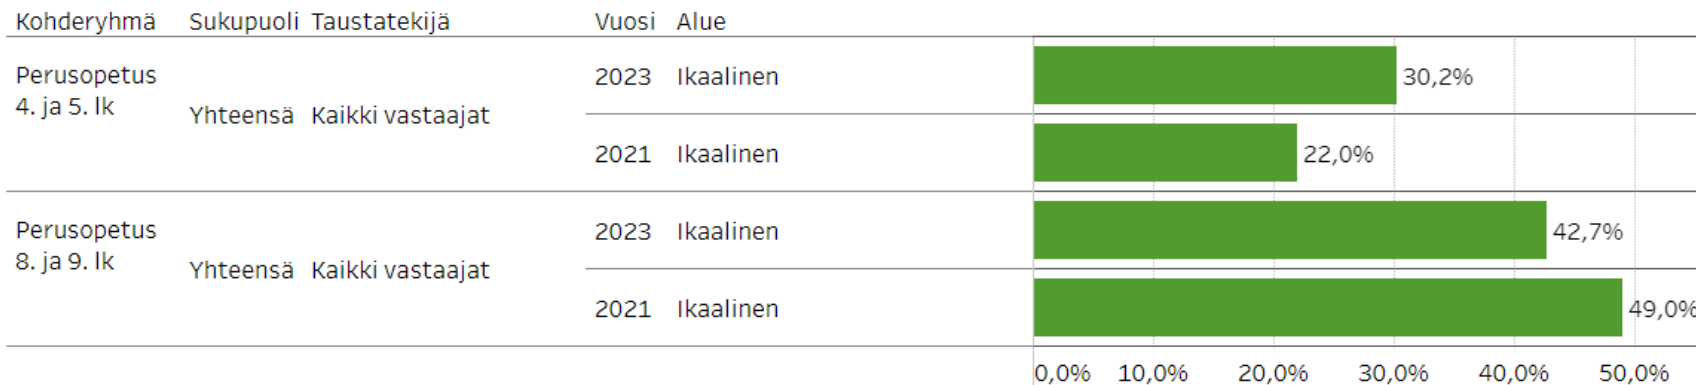 Kohderyhmä Sukupuoli Taustatekijä Vuosi Alue
Perusopetus
4. ja 5. lk
Yhteensä Kaikki vastaajat
2023 Ikaalinen 30,2%
2021 Ikaalinen 22,0%
Perusopetus
8. ja 9. lk
Yhteensä Kaikki vastaajat
2023 Ikaalinen 42,7%
2021 Ikaalinen 49,0%
0,0% 10,0% 20,0% 30,0% 40,0% 50,0%